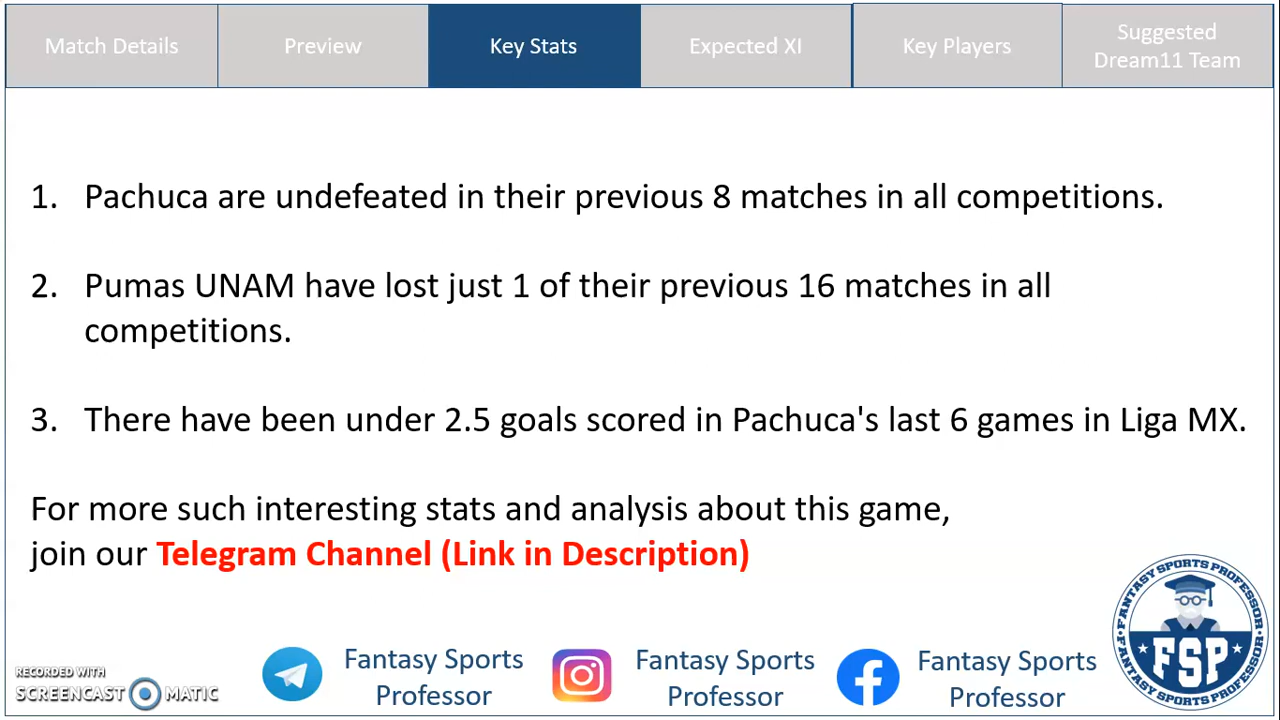 Match Details
Preview
Key Stats
Expected XI
Key Players
Suggested
Dream11 Team
1. Pachuca are undefeated in their previous 8 matches in all competitions.
2. Pumas UNAM have lost just 1 of their previous 16 matches in all
competitions.
3. There have been under 2.5 goals scored in Pachuca's last 6 games in Liga MX.
For more such interesting stats and analysis about this game,
join our Telegram Channel (Link in Description)
RECORDED WITH
SCREENCAST MATIC
Fantasy Sports
Professor
Fantasy Sports
Professor
Fantasy Sports
Professor
FANTASY SPORTS PROFESSOR
FSP
FANTASY SPORTS PROFESSOR